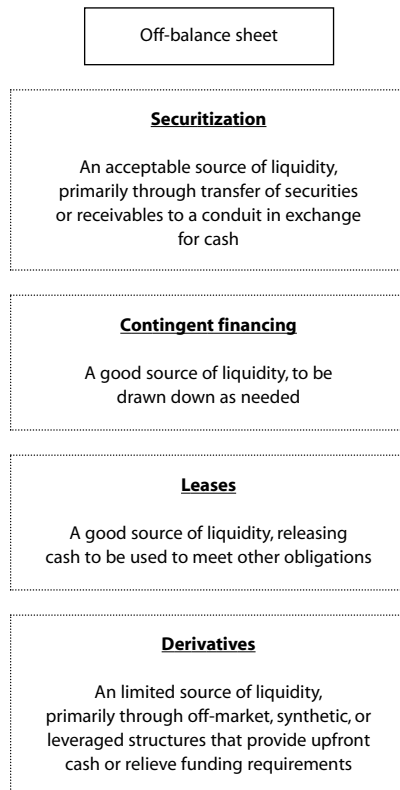 Off-balance sheet
Securitization
An acceptable source of liquidity,
primarily through transfer of securities
or receivables to a conduit in exchange
for cash
Contingent financing
A good source of liquidity, to be
drawn down as needed
Leases
A good source of liquidity, releasing
cash to be used to meet other obligations
Derivatives
An limited source of liquidity,
primarily through off-market, synthetic, or
leveraged structures that provide upfront
cash or relieve funding requirements